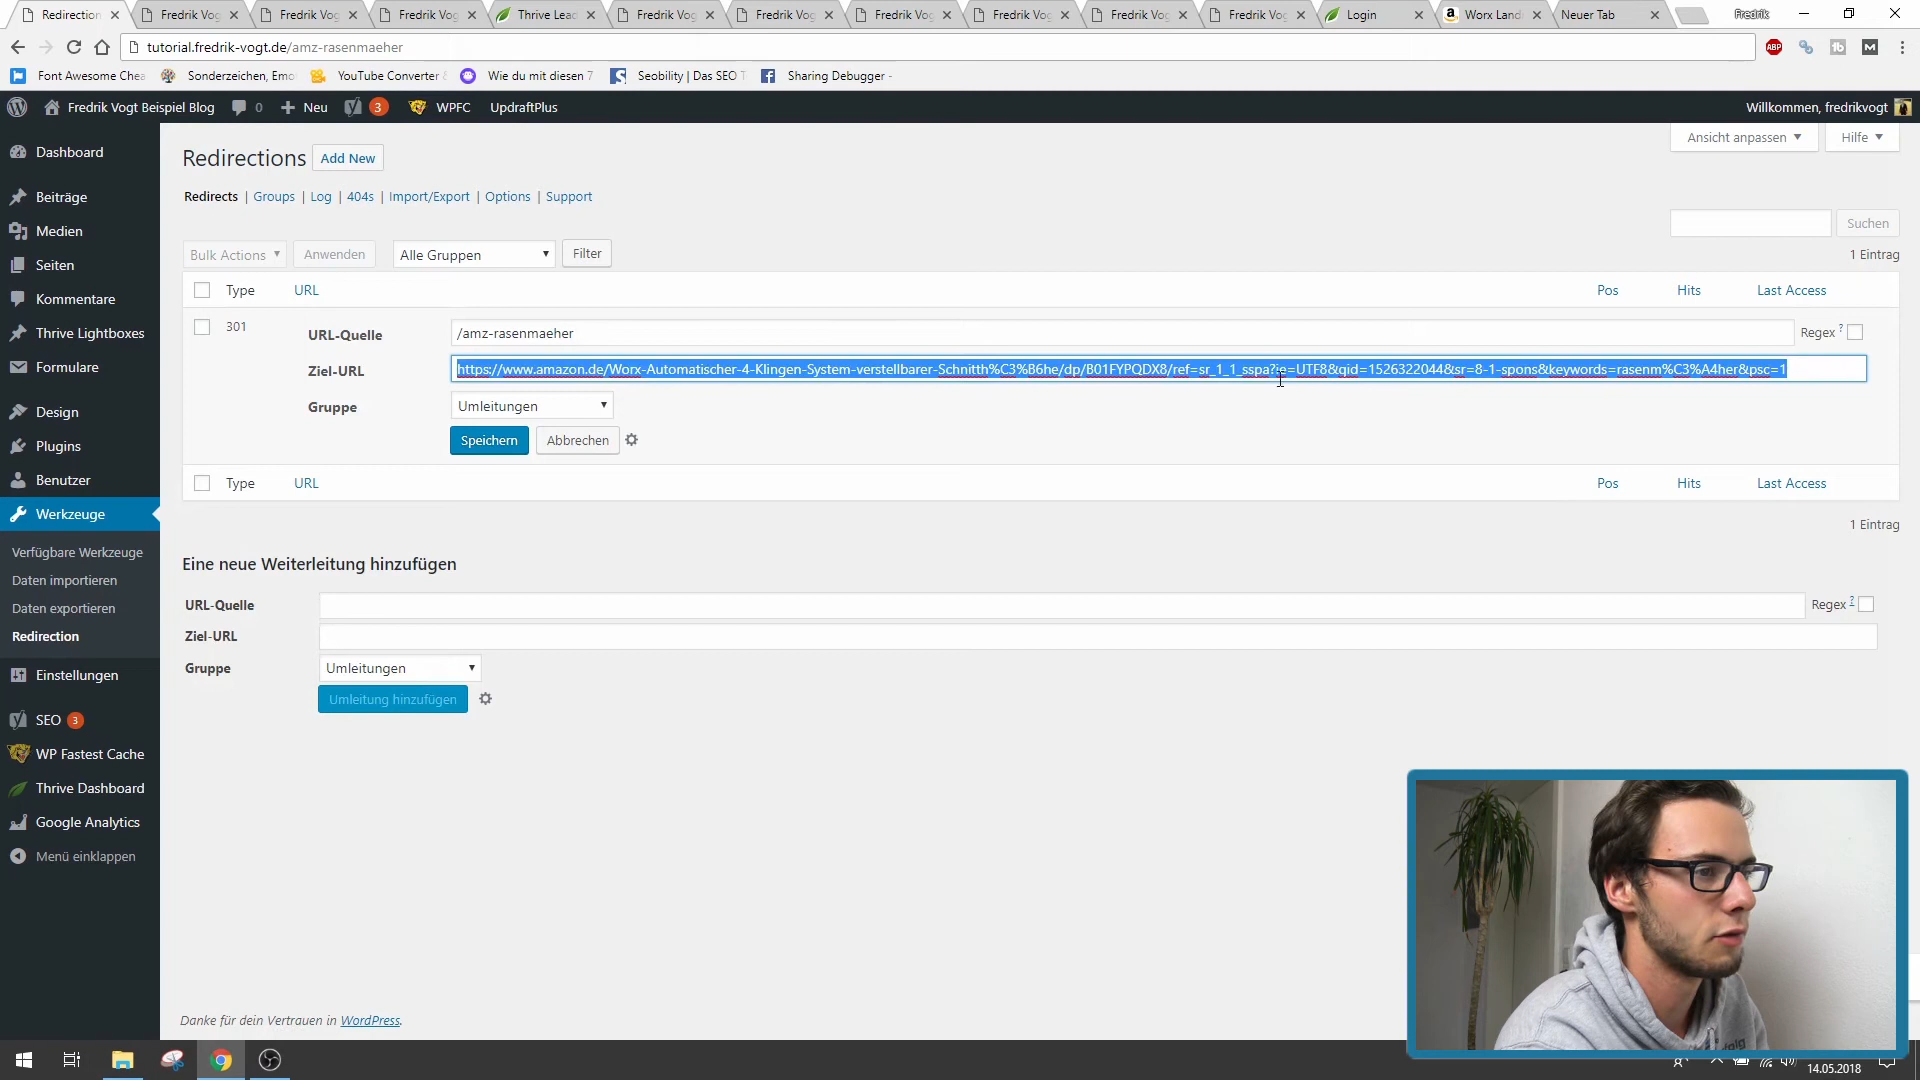 Redirection
Fredrik Vog
Fredrik Vog
Fredrik Vog
Thrive Lead
Fredrik Vog
Fredrik Vog
Fredrik Vog
Fredrik Vog
Fredrik Vog
Fredrik Vog
Login
Worx Land
Neuer Tab
Fredrik
tutorial.fredrik-vogt.de/amz-rasenmaeher
ABP
Font Awesome Chea
Sonderzeichen, Emo
YouTube Converter
Wie du mit diesen 7
Seobility | Das SEO T
Sharing Debugger -
Fredrik Vogt Beispiel Blog
0
Neu
3
WPFC
UpdraftPlus
Willkommen, fredrikvogt
Dashboard
Beiträge
Medien
Seiten
Kommentare
Thrive Lightboxes
Formulare
Design
Plugins
Benutzer
Werkzeuge
Verfügbare Werkzeuge
Daten importieren
Daten exportieren
Redirection
Einstellungen
SEO 3
WP Fastest Cache
Thrive Dashboard
Google Analytics
Menü einklappen
Ansicht anpassen
Hilfe
Redirections
Add New
Redirects | Groups | Log | 404s | Import/Export | Options | Support
Suchen
Bulk Actions
Anwenden
Alle Gruppen
Filter
1 Eintrag
Type
URL
Pos
Hits
Last Access
301
URL-Quelle
/amz-rasenmaeher
Regex ?
Ziel-URL
https://www.amazon.de/Worx-Automatischer-4-Klingen-System-verstellbarer-Schnitth%C3%B6he/dp/B01FYPQDX8/ref=sr_1_1_sspa?ie=UTF8&qid=1526322044&sr=8-1-spons&keywords=rasenm%C3%A4her&psc=1
Gruppe
Umleitungen
Speichern
Abbrechen
Type
URL
Pos
Hits
Last Access
1 Eintrag
Eine neue Weiterleitung hinzufügen
URL-Quelle
Regex ?
Ziel-URL
Gruppe
Umleitungen
Umleitung hinzufügen
Danke für dein Vertrauen in WordPress.
14.05.2018